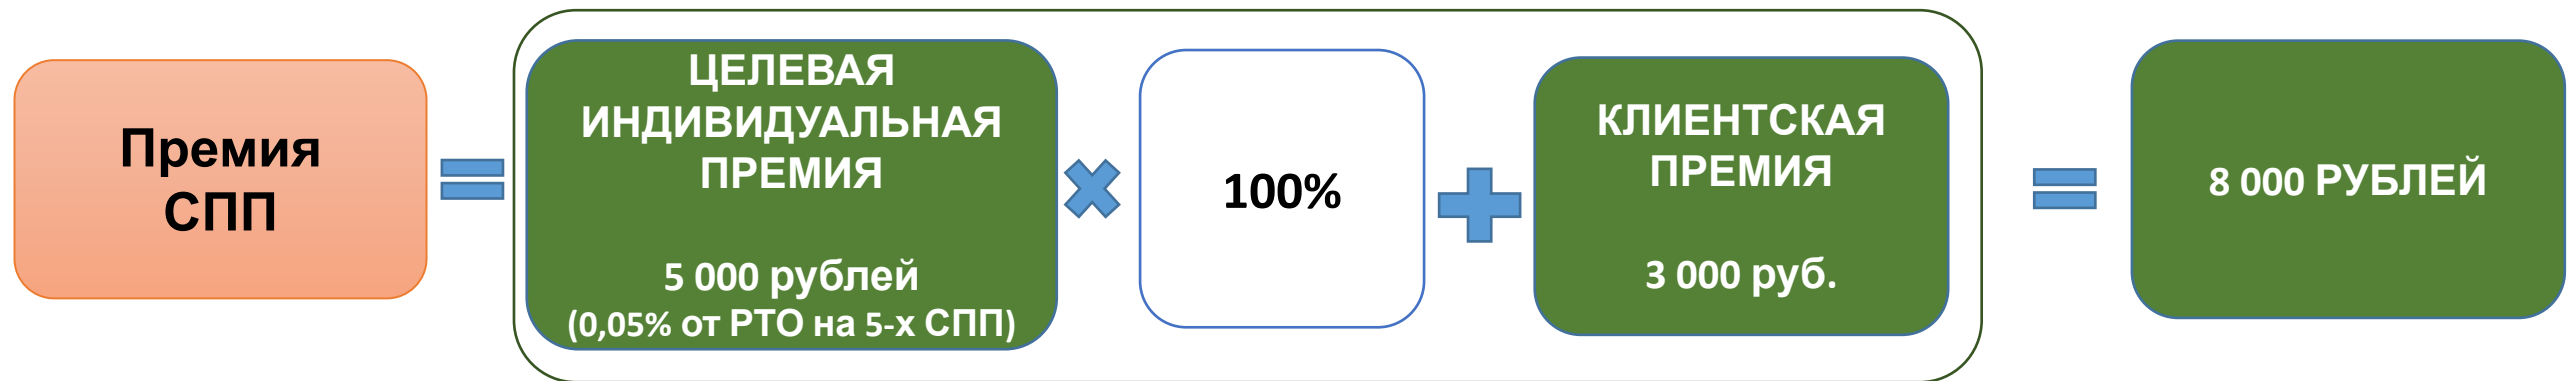 Премия
СПП
ЦЕЛЕВАЯ
ИНДИВИДУАЛЬНАЯ
ПРЕМИЯ
5 000 рублей
(0,05% от РТО на 5-х СПП)
100%
КЛИЕНТСКАЯ
ПРЕМИЯ
3 000 руб.
8 000 РУБЛЕЙ